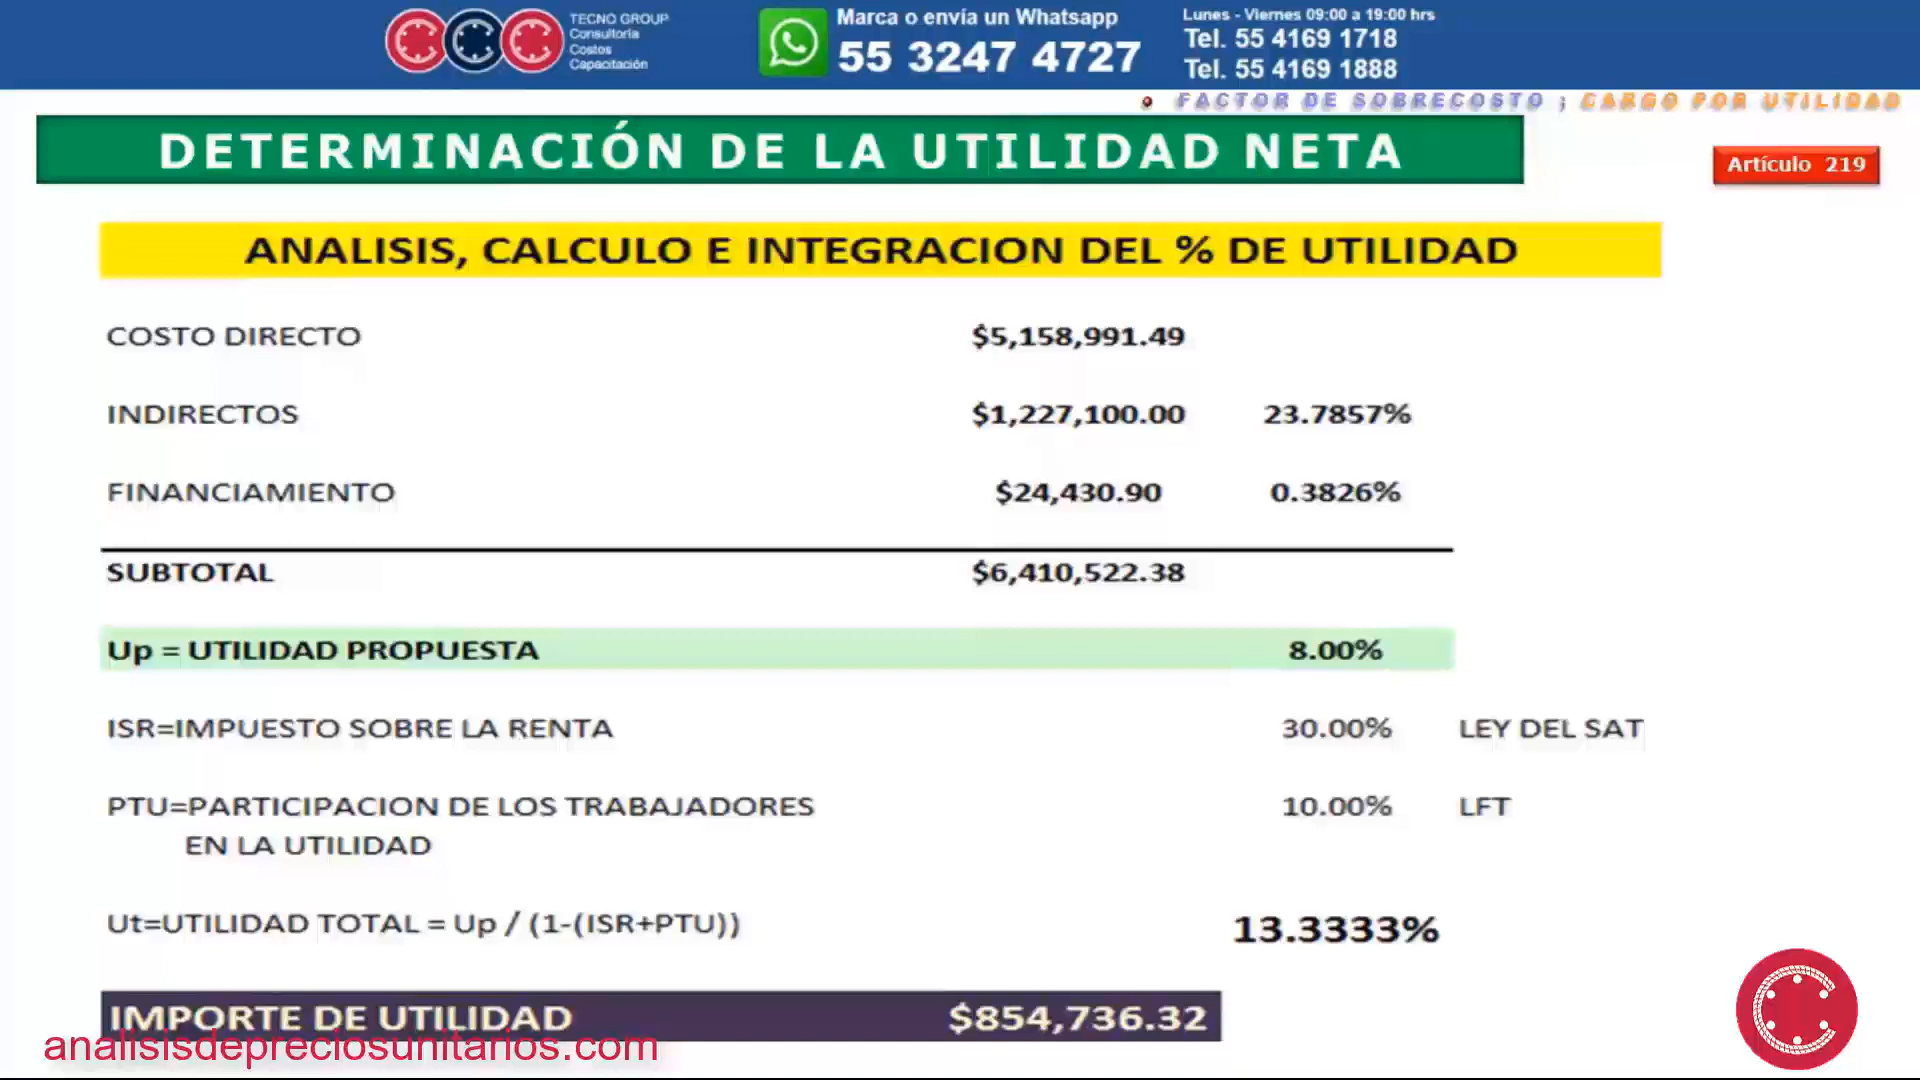 TECNO GROUP
Consultoría
Costos
Capacitación
Marca o envía un Whatsapp
55 3247 4727
Lunes - Viernes 09:00 a 19:00 hrs
Tel. 55 4169 1718
Tel. 55 4169 1888
FACTOR DE SOBRECOSTO ; CARGO POR UTILIDAD
DETERMINACIÓN DE LA UTILIDAD NETA
Artículo 219
ANALISIS, CALCULO E INTEGRACION DEL % DE UTILIDAD
COSTO DIRECTO $5,158,991.49
INDIRECTOS $1,227,100.00 23.7857%
FINANCIAMIENTO $24,430.90 0.3826%
SUBTOTAL $6,410,522.38
Up = UTILIDAD PROPUESTA 8.00%
ISR=IMPUESTO SOBRE LA RENTA 30.00% LEY DEL SAT
PTU=PARTICIPACION DE LOS TRABAJADORES 10.00% LFT
EN LA UTILIDAD
Ut=UTILIDAD TOTAL = Up / (1-(ISR+PTU)) 13.3333%
IMPORTE DE UTILIDAD $854,736.32
analisisdepreciosunitarios.com